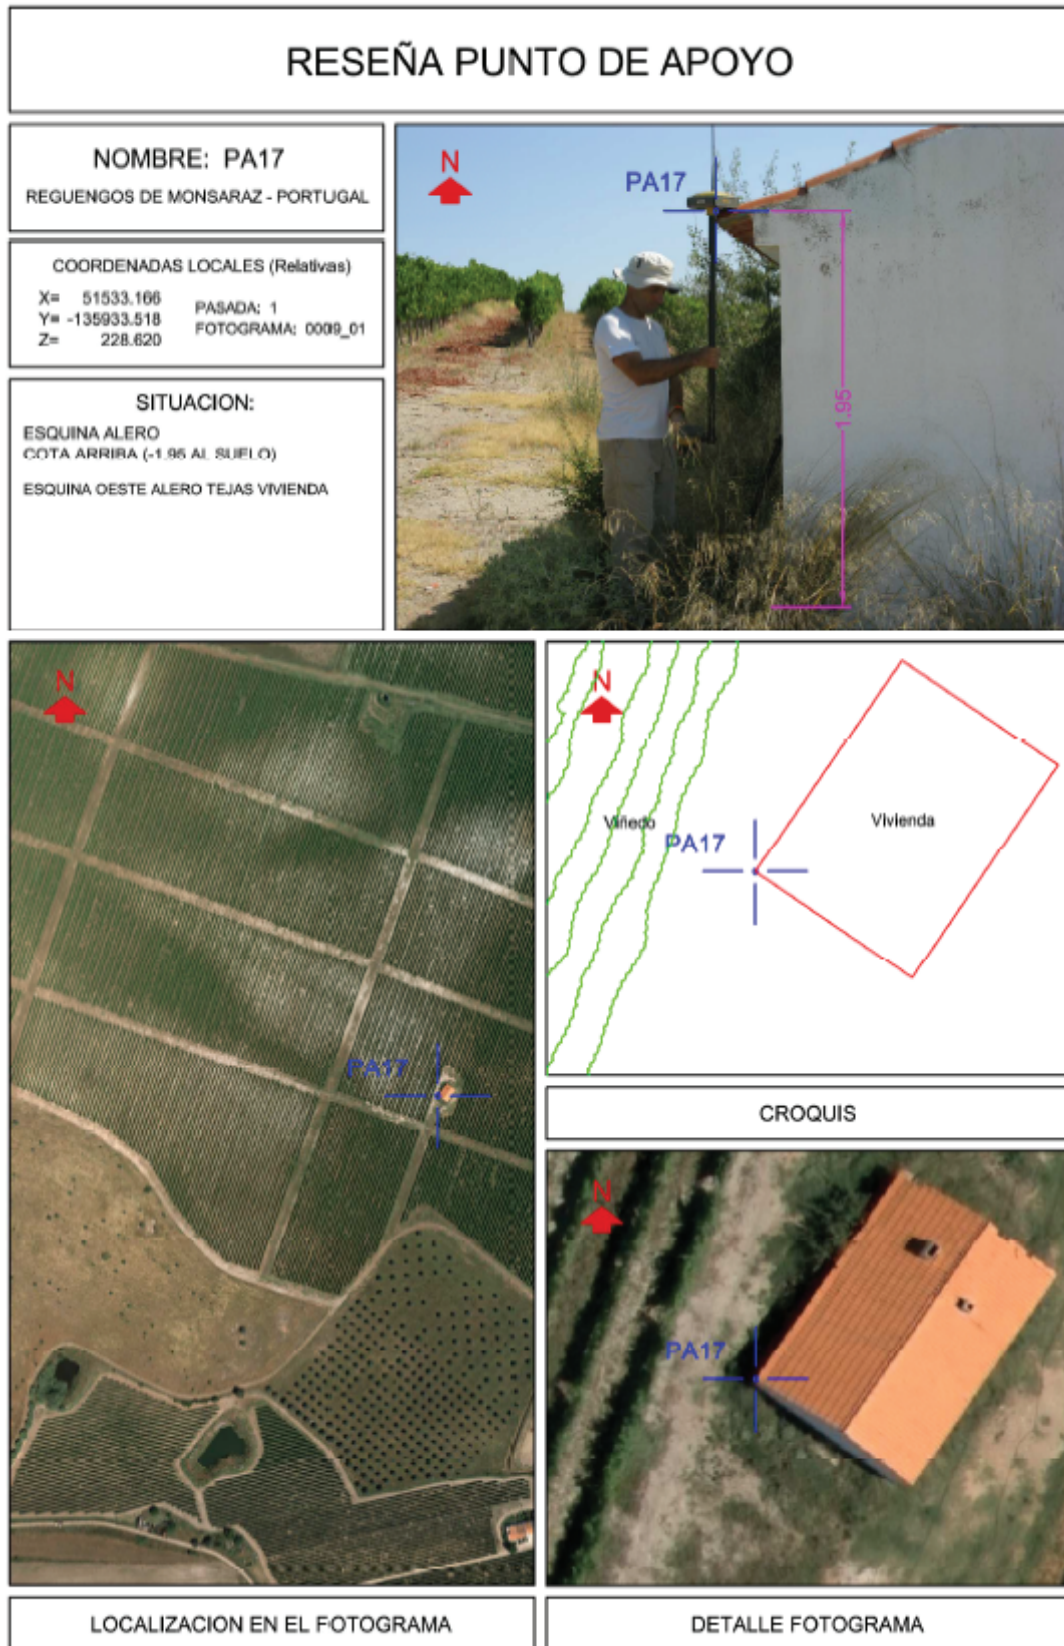 RESEÑA PUNTO DE APOYO
NOMBRE: PA17
REGUENGOS DE MONSARAZ - PORTUGAL
COORDENADAS LOCALES (Relativas)
X= 51533.166
Y= -135933.518
Z= 228.620
PASADA: 1
FOTOGRAMA: 0009_01
SITUACION:
ESQUINA ALERO
COTA ARRIBA (-1.95 AL SUELO)
ESQUINA OESTE ALERO TEJAS VIVIENDA
N
PA17
1.95
N
PA17
N
Viñedo
PA17
Vivienda
CROQUIS
N
PA17
LOCALIZACION EN EL FOTOGRAMA
DETALLE FOTOGRAMA